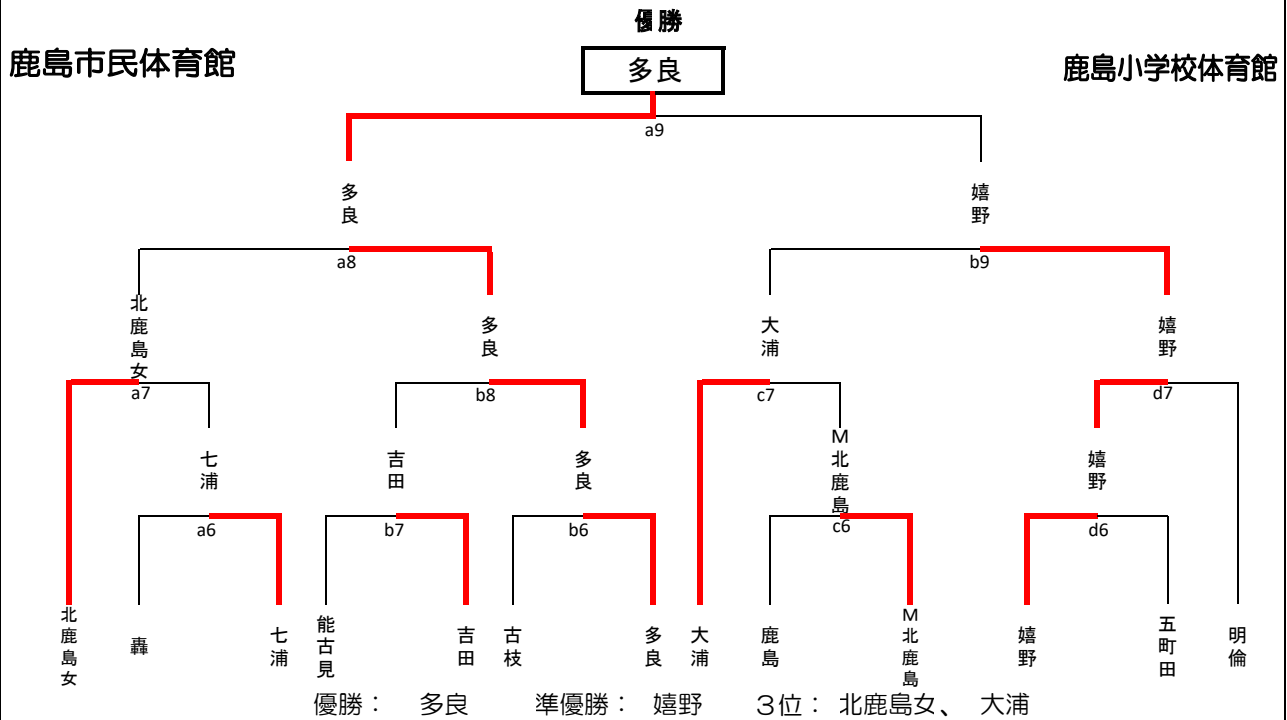 優勝
鹿島市民体育館
多良
鹿島小学校体育館
a9
多良
嬉野
a8
b9
北鹿島女
多良
大浦
嬉野
a7
b8
c7
d7
七浦
吉田
多良
M北鹿島
嬉野
a6
b7
b6
c6
d6
北鹿島女
轟
七浦
能古見
吉田
古枝
多良
大浦
鹿島
M北鹿島
嬉野
五町田
明倫
優勝： 多良 準優勝： 嬉野 3位： 北鹿島女、 大浦